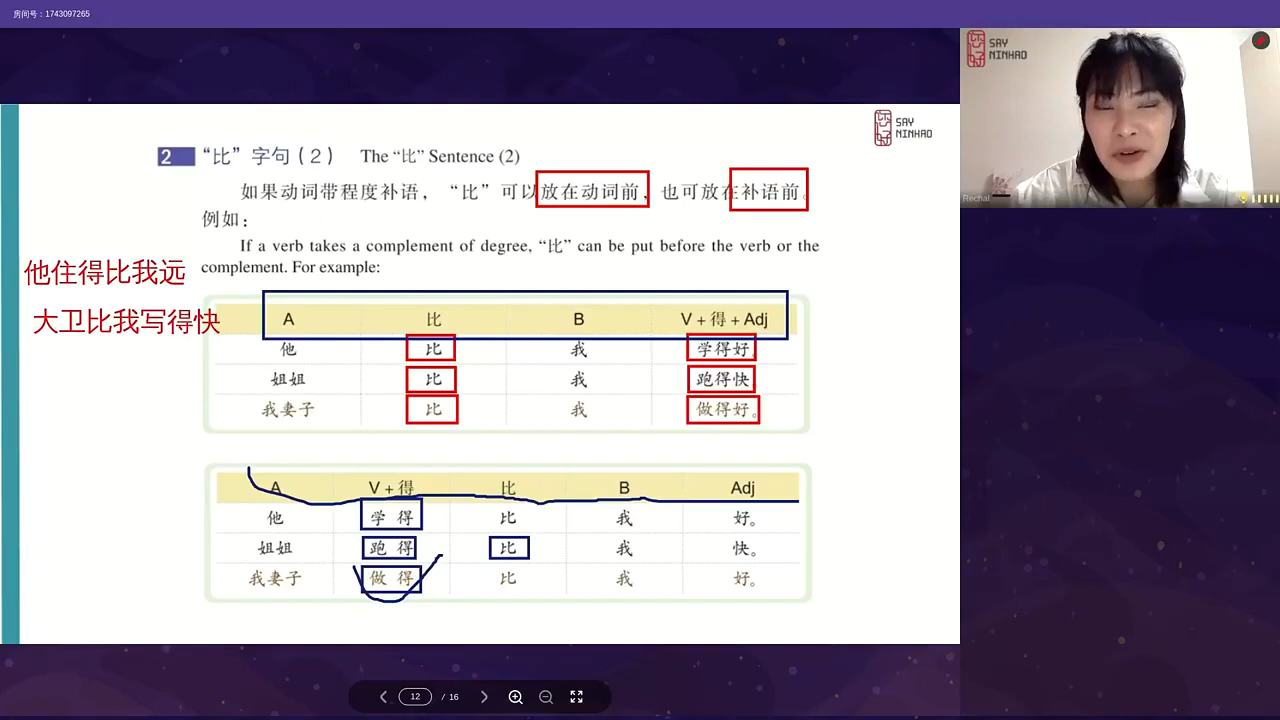 房间号：1743097265
SAY
NINHAO
SAY
NINHAO
Rechal
2 “比”字句（2） The “比” Sentence (2)
如果动词带程度补语，“比”可以放在动词前，也可放在补语前。
例如：
If a verb takes a complement of degree, “比” can be put before the verb or the
complement. For example:
他住得比我远
大卫比我写得快
A 比 B V + 得 + Adj
他 比 我 学得好。
姐姐 比 我 跑得快。
我妻子 比 我 做得好。
A V + 得 比 B Adj
他 学 得 比 我 好。
姐姐 跑 得 比 我 快。
我妻子 做 得 比 我 好。
12 / 16